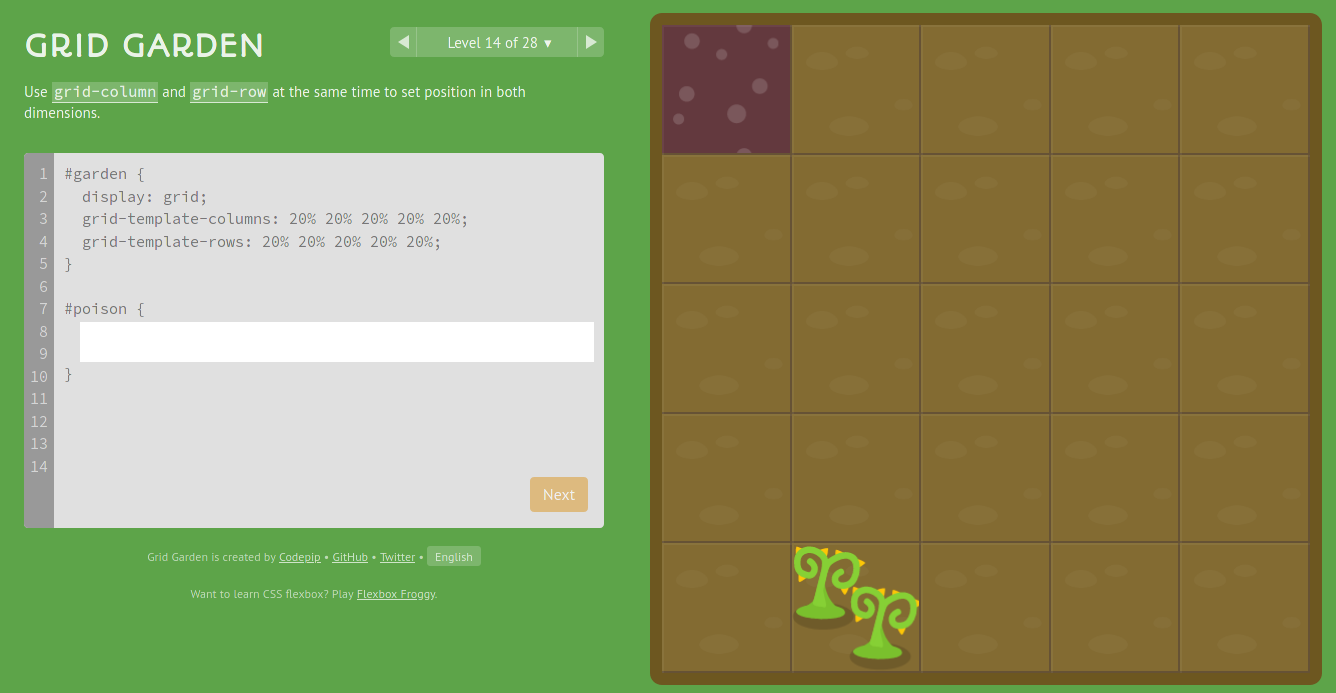 GRID GARDEN
◀ Level 14 of 28 ▼ ▶
Use grid-column and grid-row at the same time to set position in both
dimensions.
1 #garden {
2 display: grid;
3 grid-template-columns: 20% 20% 20% 20% 20%;
4 grid-template-rows: 20% 20% 20% 20% 20%;
5 }
6
7 #poison {
8
9
10 }
11
12
13
14
Next
Grid Garden is created by Codepip • GitHub • Twitter • English
Want to learn CSS flexbox? Play Flexbox Froggy.